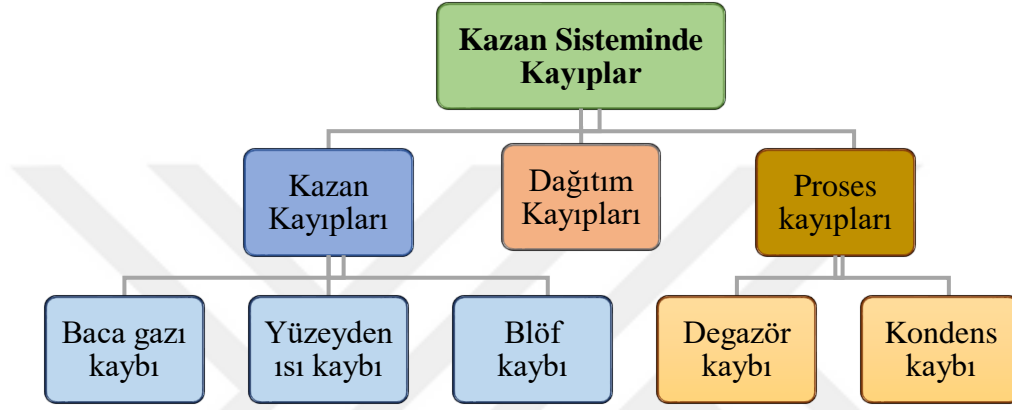 Kazan Sisteminde
Kayıplar
Kazan
Kayıpları
Dağıtım
Kayıpları
Proses
kayıpları
Baca gazı
kaybı
Yüzeyden
ısı kaybı
Blöf
kaybı
Degazör
kaybı
Kondens
kaybı